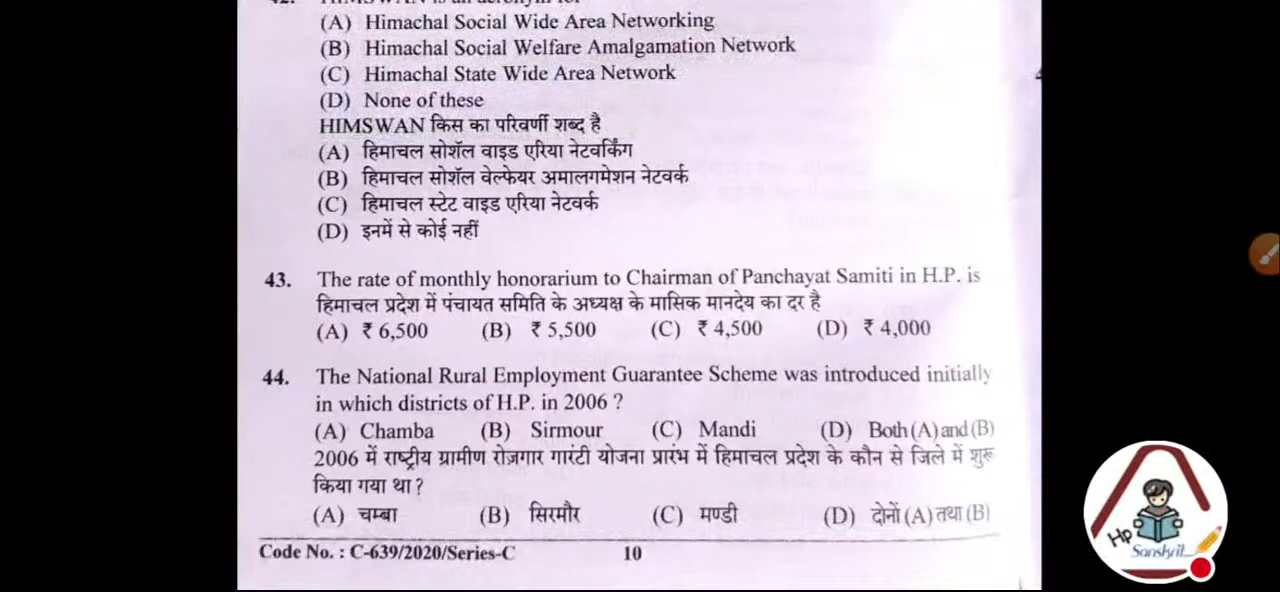 (A) Himachal Social Wide Area Networking
(B) Himachal Social Welfare Amalgamation Network
(C) Himachal State Wide Area Network
(D) None of these
HIMSWAN किस का परिवर्णी शब्द है
(A) हिमाचल सोशॅल वाइड एरिया नेटवर्किंग
(B) हिमाचल सोशॅल वेल्फेयर अमालगमेशन नेटवर्क
(C) हिमाचल स्टेट वाइड एरिया नेटवर्क
(D) इनमें से कोई नहीं
43. The rate of monthly honorarium to Chairman of Panchayat Samiti in H.P. is
हिमाचल प्रदेश में पंचायत समिति के अध्यक्ष के मासिक मानदेय का दर है
(A) ₹ 6,500 (B) ₹ 5,500 (C) ₹ 4,500 (D) ₹ 4,000
44. The National Rural Employment Guarantee Scheme was introduced initially
in which districts of H.P. in 2006 ?
(A) Chamba (B) Sirmour (C) Mandi (D) Both (A) and (B)
2006 में राष्ट्रीय ग्रामीण रोज़गार गारंटी योजना प्रारंभ में हिमाचल प्रदेश के कौन से जिले में शुरू
किया गया था ?
(A) चम्बा (B) सिरमौर (C) मण्डी (D) दोनों (A) तथा (B)
Code No. : C-639/2020/Series-C 10
Hp